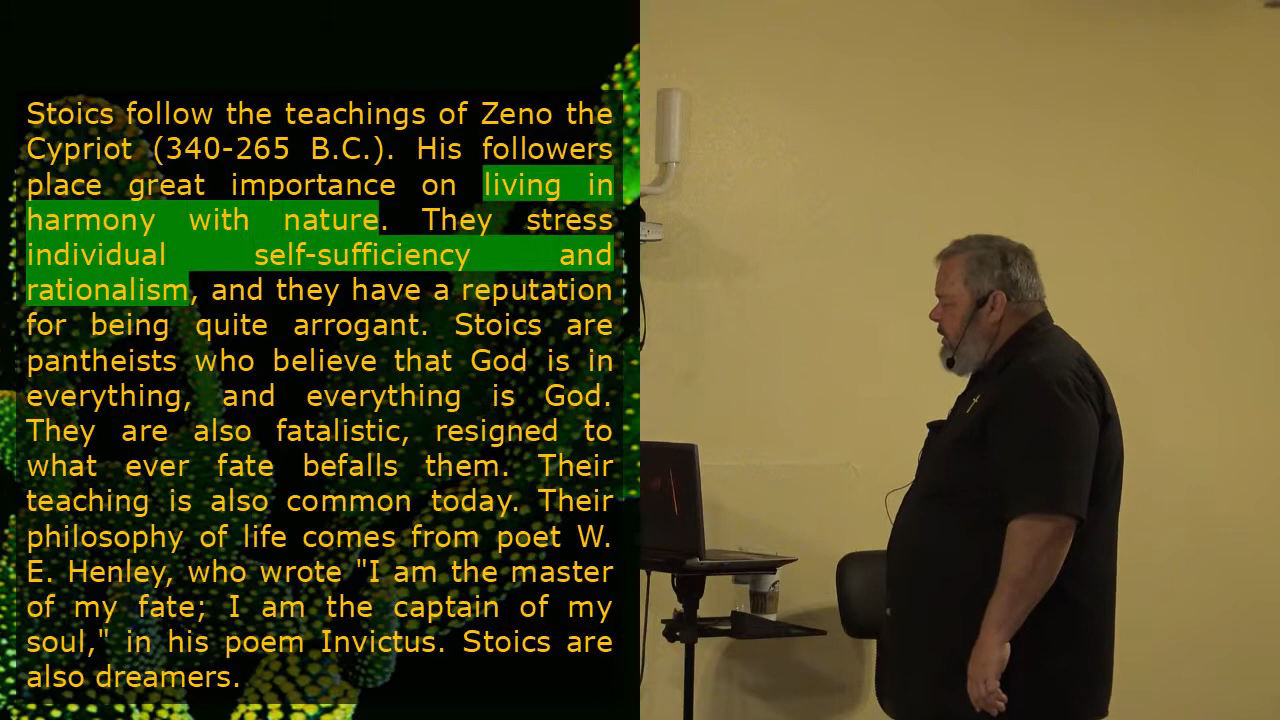 Stoics follow the teachings of Zeno the
Cypriot (340-265 B.C.). His followers
place great importance on living in
harmony with nature. They stress
individual self-sufficiency and
rationalism, and they have a reputation
for being quite arrogant. Stoics are
pantheists who believe that God is in
everything, and everything is God.
They are also fatalistic, resigned to
what ever fate befalls them. Their
teaching is also common today. Their
philosophy of life comes from poet W.
E. Henley, who wrote "I am the master
of my fate; I am the captain of my
soul," in his poem Invictus. Stoics are
also dreamers.